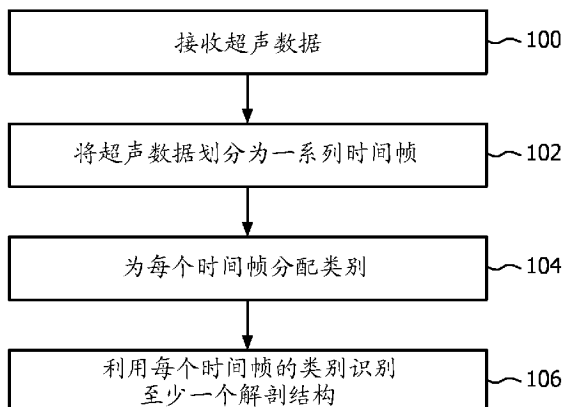 接收超声数据
100
将超声数据划分为一系列时间帧
102
为每个时间帧分配类别
104
利用每个时间帧的类别识别
至少一个解剖结构
106